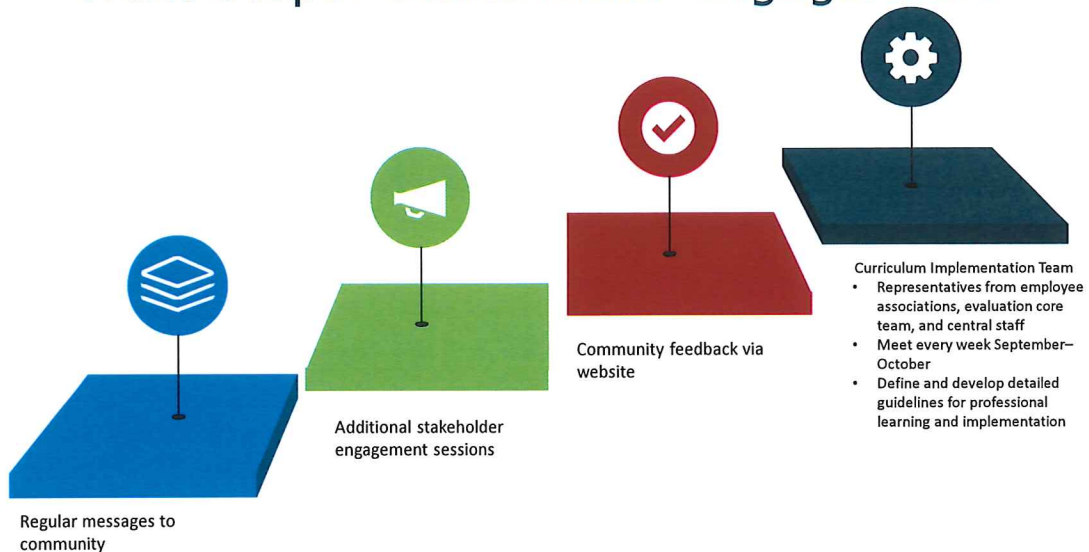 Regular messages to
community
Additional stakeholder
engagement sessions
Community feedback via
website
Curriculum Implementation Team
• Representatives from employee
associations, evaluation core
team, and central staff
• Meet every week September–
October
• Define and develop detailed
guidelines for professional
learning and implementation